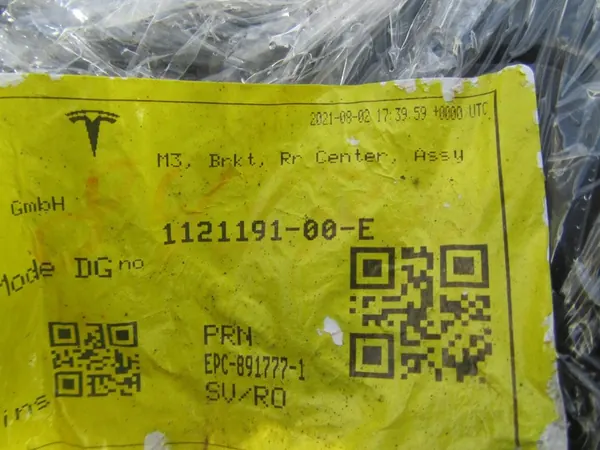 2021-08-02 17:39:59 +0000 UTC
M3, Brkt, Rr Center, Assy
GmbH
1121191-00-E
Mode DG no
PRN
EPC-891777-1
SV/RO
ins